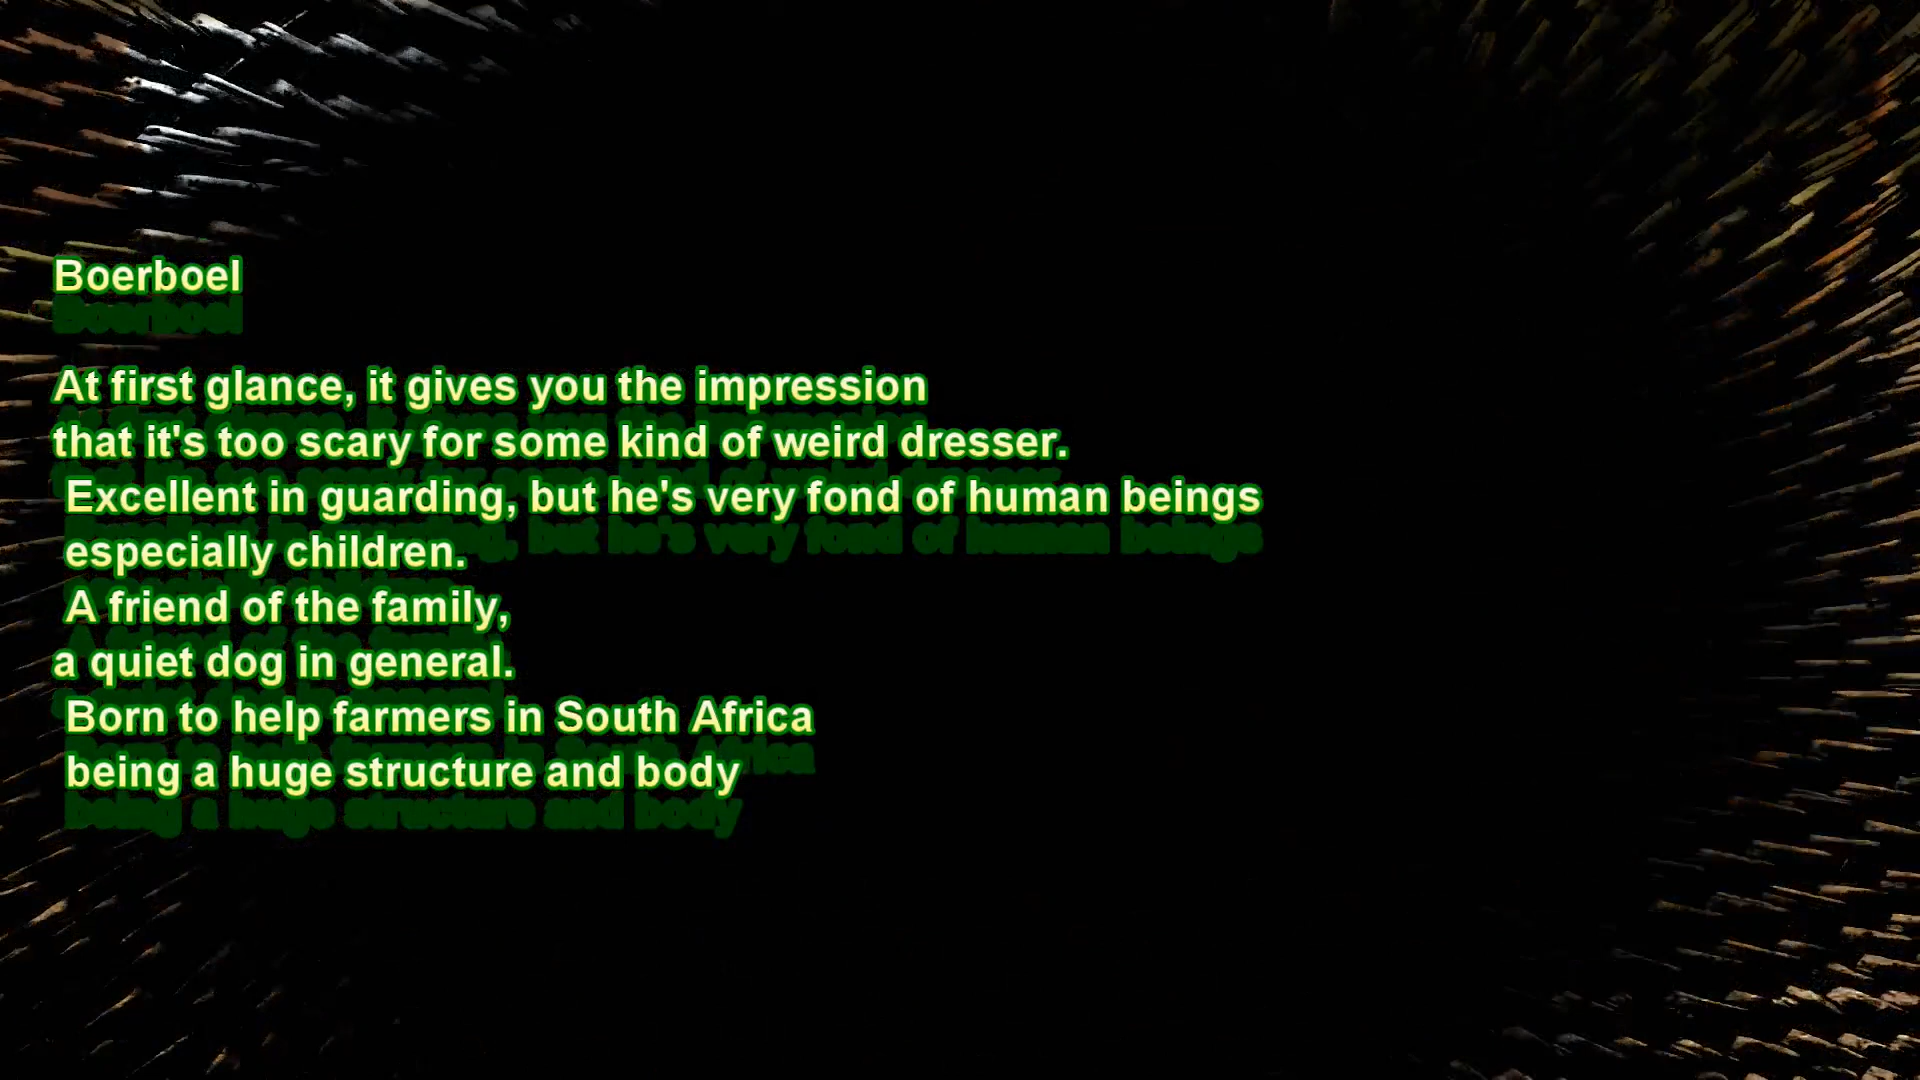 Boerboel
At first glance, it gives you the impression
that it's too scary for some kind of weird dresser.
Excellent in guarding, but he's very fond of human beings
especially children.
A friend of the family,
a quiet dog in general.
Born to help farmers in South Africa
being a huge structure and body